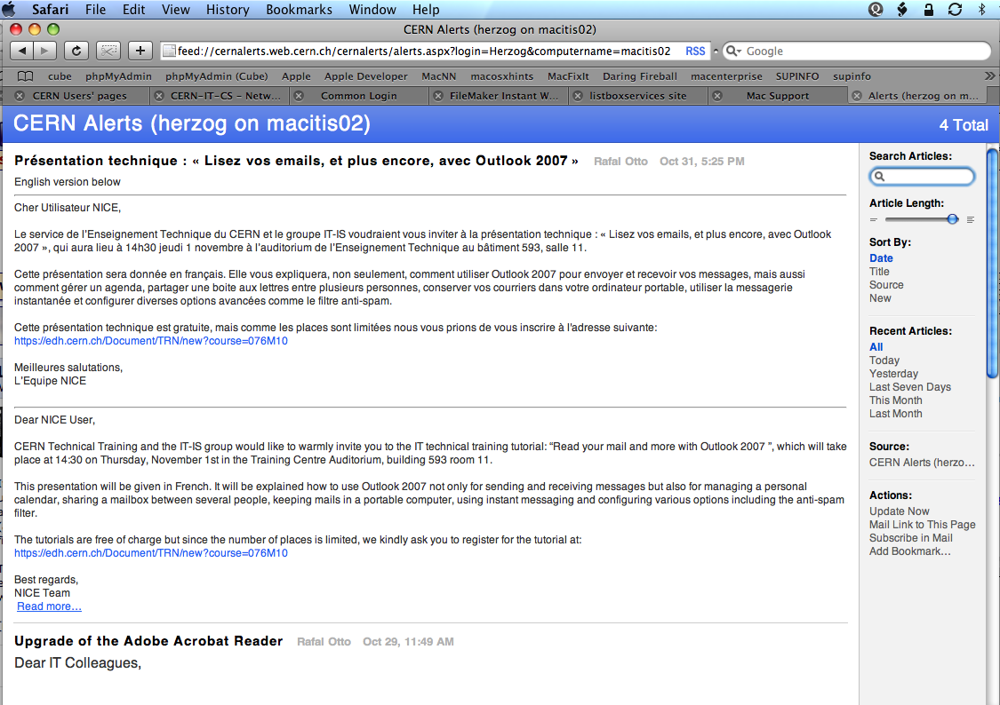 Safari File Edit View History Bookmarks Window Help
CERN Alerts (herzog on macitis02)
feed://cernalerts.web.cern.ch/cernalerts/alerts.aspx?login=Herzog&computername=macitis02 RSS Google
cube phpMyAdmin phpMyAdmin (Cube) Apple Apple Developer MacNN macosxhints MacFixIt Daring Fireball macenterprise SUPINFO supinfo
CERN Users' pages CERN-IT-CS – Netw... Common Login FileMaker Instant W... listboxservices site Mac Support Alerts (herzog on m...
CERN Alerts (herzog on macitis02) 4 Total
Présentation technique : « Lisez vos emails, et plus encore, avec Outlook 2007 » Rafal Otto Oct 31, 5:25 PM
English version below
Cher Utilisateur NICE,
Le service de l'Enseignement Technique du CERN et le groupe IT-IS voudraient vous inviter à la présentation technique : « Lisez vos emails, et plus encore, avec Outlook
2007 », qui aura lieu à 14h30 jeudi 1 novembre à l'auditorium de l'Enseignement Technique au bâtiment 593, salle 11.
Cette présentation sera donnée en français. Elle vous expliquera, non seulement, comment utiliser Outlook 2007 pour envoyer et recevoir vos messages, mais aussi
comment gérer un agenda, partager une boite aux lettres entre plusieurs personnes, conserver vos courriers dans votre ordinateur portable, utiliser la messagerie
instantanée et configurer diverses options avancées comme le filtre anti-spam.
Cette présentation technique est gratuite, mais comme les places sont limitées nous vous prions de vous inscrire à l'adresse suivante:
https://edh.cern.ch/Document/TRN/new?course=076M10
Meilleures salutations,
L'Equipe NICE
Dear NICE User,
CERN Technical Training and the IT-IS group would like to warmly invite you to the IT technical training tutorial: “Read your mail and more with Outlook 2007 ”, which will take
place at 14:30 on Thursday, November 1st in the Training Centre Auditorium, building 593 room 11.
This presentation will be given in French. It will be explained how to use Outlook 2007 not only for sending and receiving messages but also for managing a personal
calendar, sharing a mailbox between several people, keeping mails in a portable computer, using instant messaging and configuring various options including the anti-spam
filter.
The tutorials are free of charge but since the number of places is limited, we kindly ask you to register for the tutorial at:
https://edh.cern.ch/Document/TRN/new?course=076M10
Best regards,
NICE Team
Read more...
Upgrade of the Adobe Acrobat Reader Rafal Otto Oct 29, 11:49 AM
Dear IT Colleagues,
Search Articles:
Article Length:
Sort By:
Date
Title
Source
New
Recent Articles:
All
Today
Yesterday
Last Seven Days
This Month
Last Month
Source:
CERN Alerts (herzo...
Actions:
Update Now
Mail Link to This Page
Subscribe in Mail
Add Bookmark...